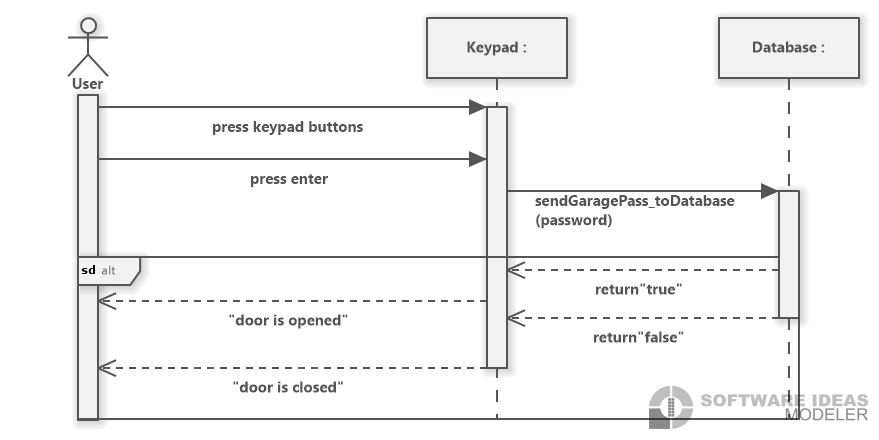 Keypad :
Database :
User
press keypad buttons
press enter
sendGaragePass_toDatabase
(password)
sd alt
return"true"
"door is opened"
return"false"
"door is closed"
SOFTWARE IDEAS
MODELER